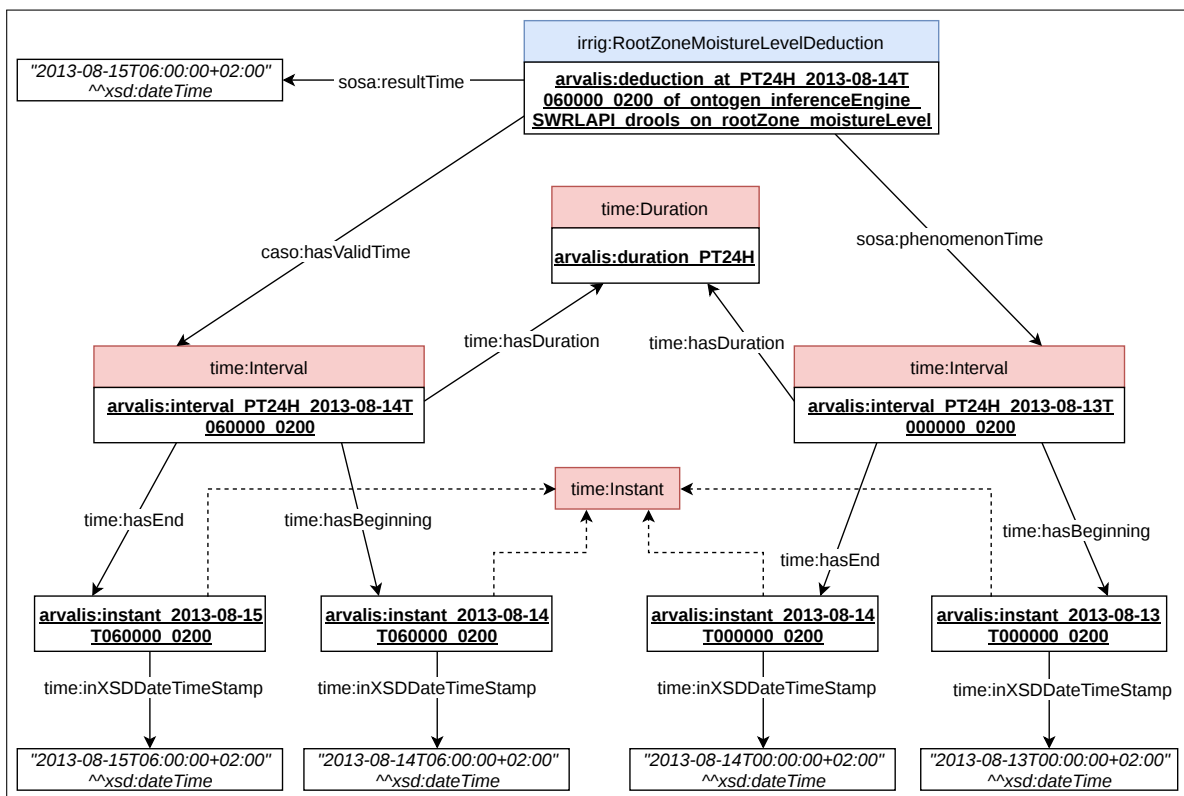 irrig:RootZoneMoistureLevelDeduction
arvalis:deduction_at_PT24H_2013-08-14T
060000_0200_of_ontogen_inferenceEngine_
SWRLAPI_drools_on_rootZone_moistureLevel
"2013-08-15T06:00:00+02:00"
^^xsd:dateTime
sosa:resultTime
time:Duration
arvalis:duration_PT24H
caso:hasValidTime
sosa:phenomenonTime
time:hasDuration
time:hasDuration
time:Interval
arvalis:interval_PT24H_2013-08-14T
060000_0200
time:Interval
arvalis:interval_PT24H_2013-08-13T
000000_0200
time:Instant
time:hasEnd
time:hasBeginning
time:hasEnd
time:hasBeginning
arvalis:instant_2013-08-15
T060000_0200
arvalis:instant_2013-08-14
T060000_0200
arvalis:instant_2013-08-14
T000000_0200
arvalis:instant_2013-08-13
T000000_0200
time:inXSDDateTimeStamp
time:inXSDDateTimeStamp
time:inXSDDateTimeStamp
time:inXSDDateTimeStamp
"2013-08-15T06:00:00+02:00"
^^xsd:dateTime
"2013-08-14T06:00:00+02:00"
^^xsd:dateTime
"2013-08-14T00:00:00+02:00"
^^xsd:dateTime
"2013-08-13T00:00:00+02:00"
^^xsd:dateTime